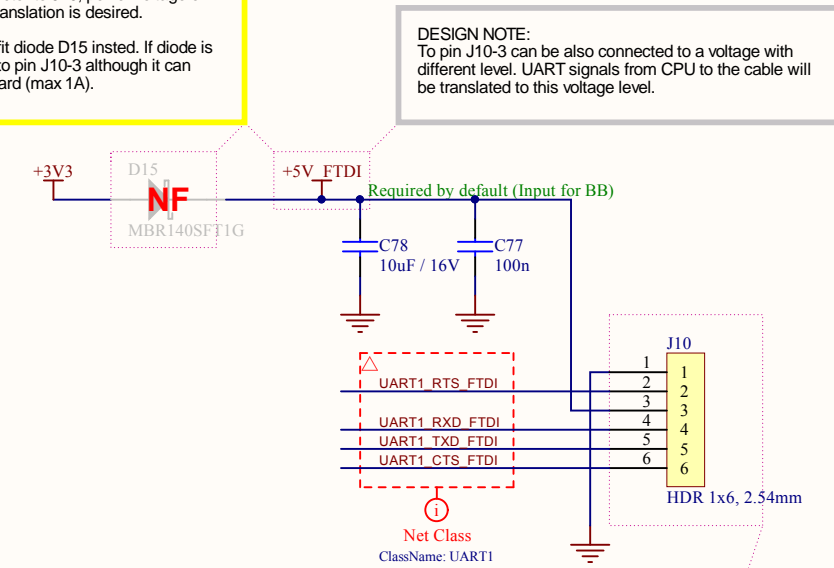 anslation is desired.
fit diode D15 insted. If diode is
to pin J10-3 although it can
ard (max 1A).
DESIGN NOTE:
To pin J10-3 can be also connected to a voltage with
different level. UART signals from CPU to the cable will
be translated to this voltage level.
+3V3
D15
NF
MBR140SFT1G
+5V_FTDI
Required by default (Input for BB)
C78
10uF / 16V
C77
100n
J10
1 1
2 2
3 3
4 4
5 5
6 6
HDR 1x6, 2.54mm
UART1_RTS_FTDI
UART1_RXD_FTDI
UART1_TXD_FTDI
UART1_CTS_FTDI
i
Net Class
ClassName: UART1